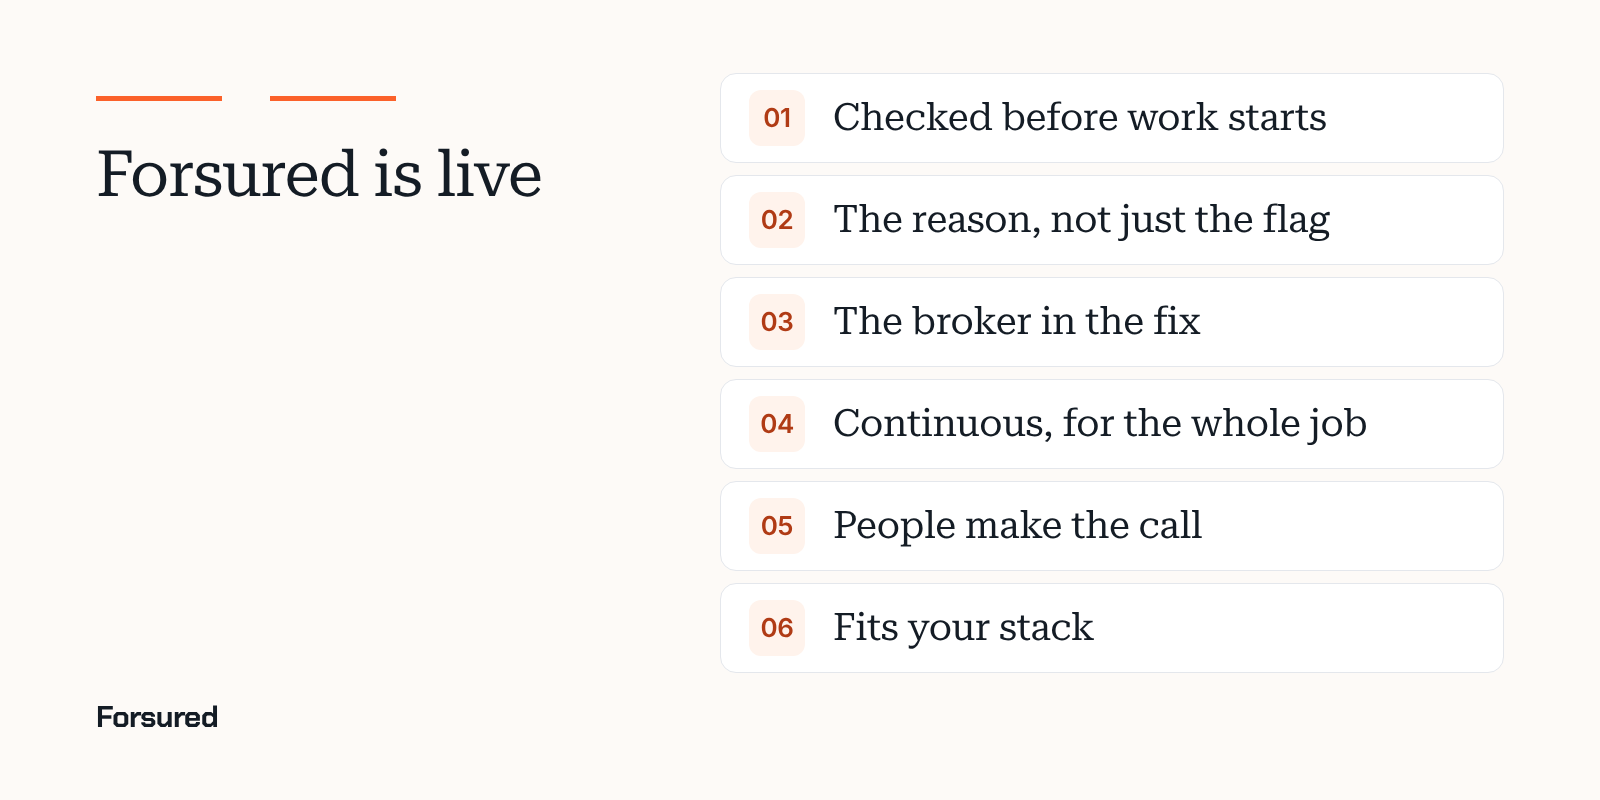 Forsured is live
01 Checked before work starts
02 The reason, not just the flag
03 The broker in the fix
04 Continuous, for the whole job
05 People make the call
06 Fits your stack
Forsured